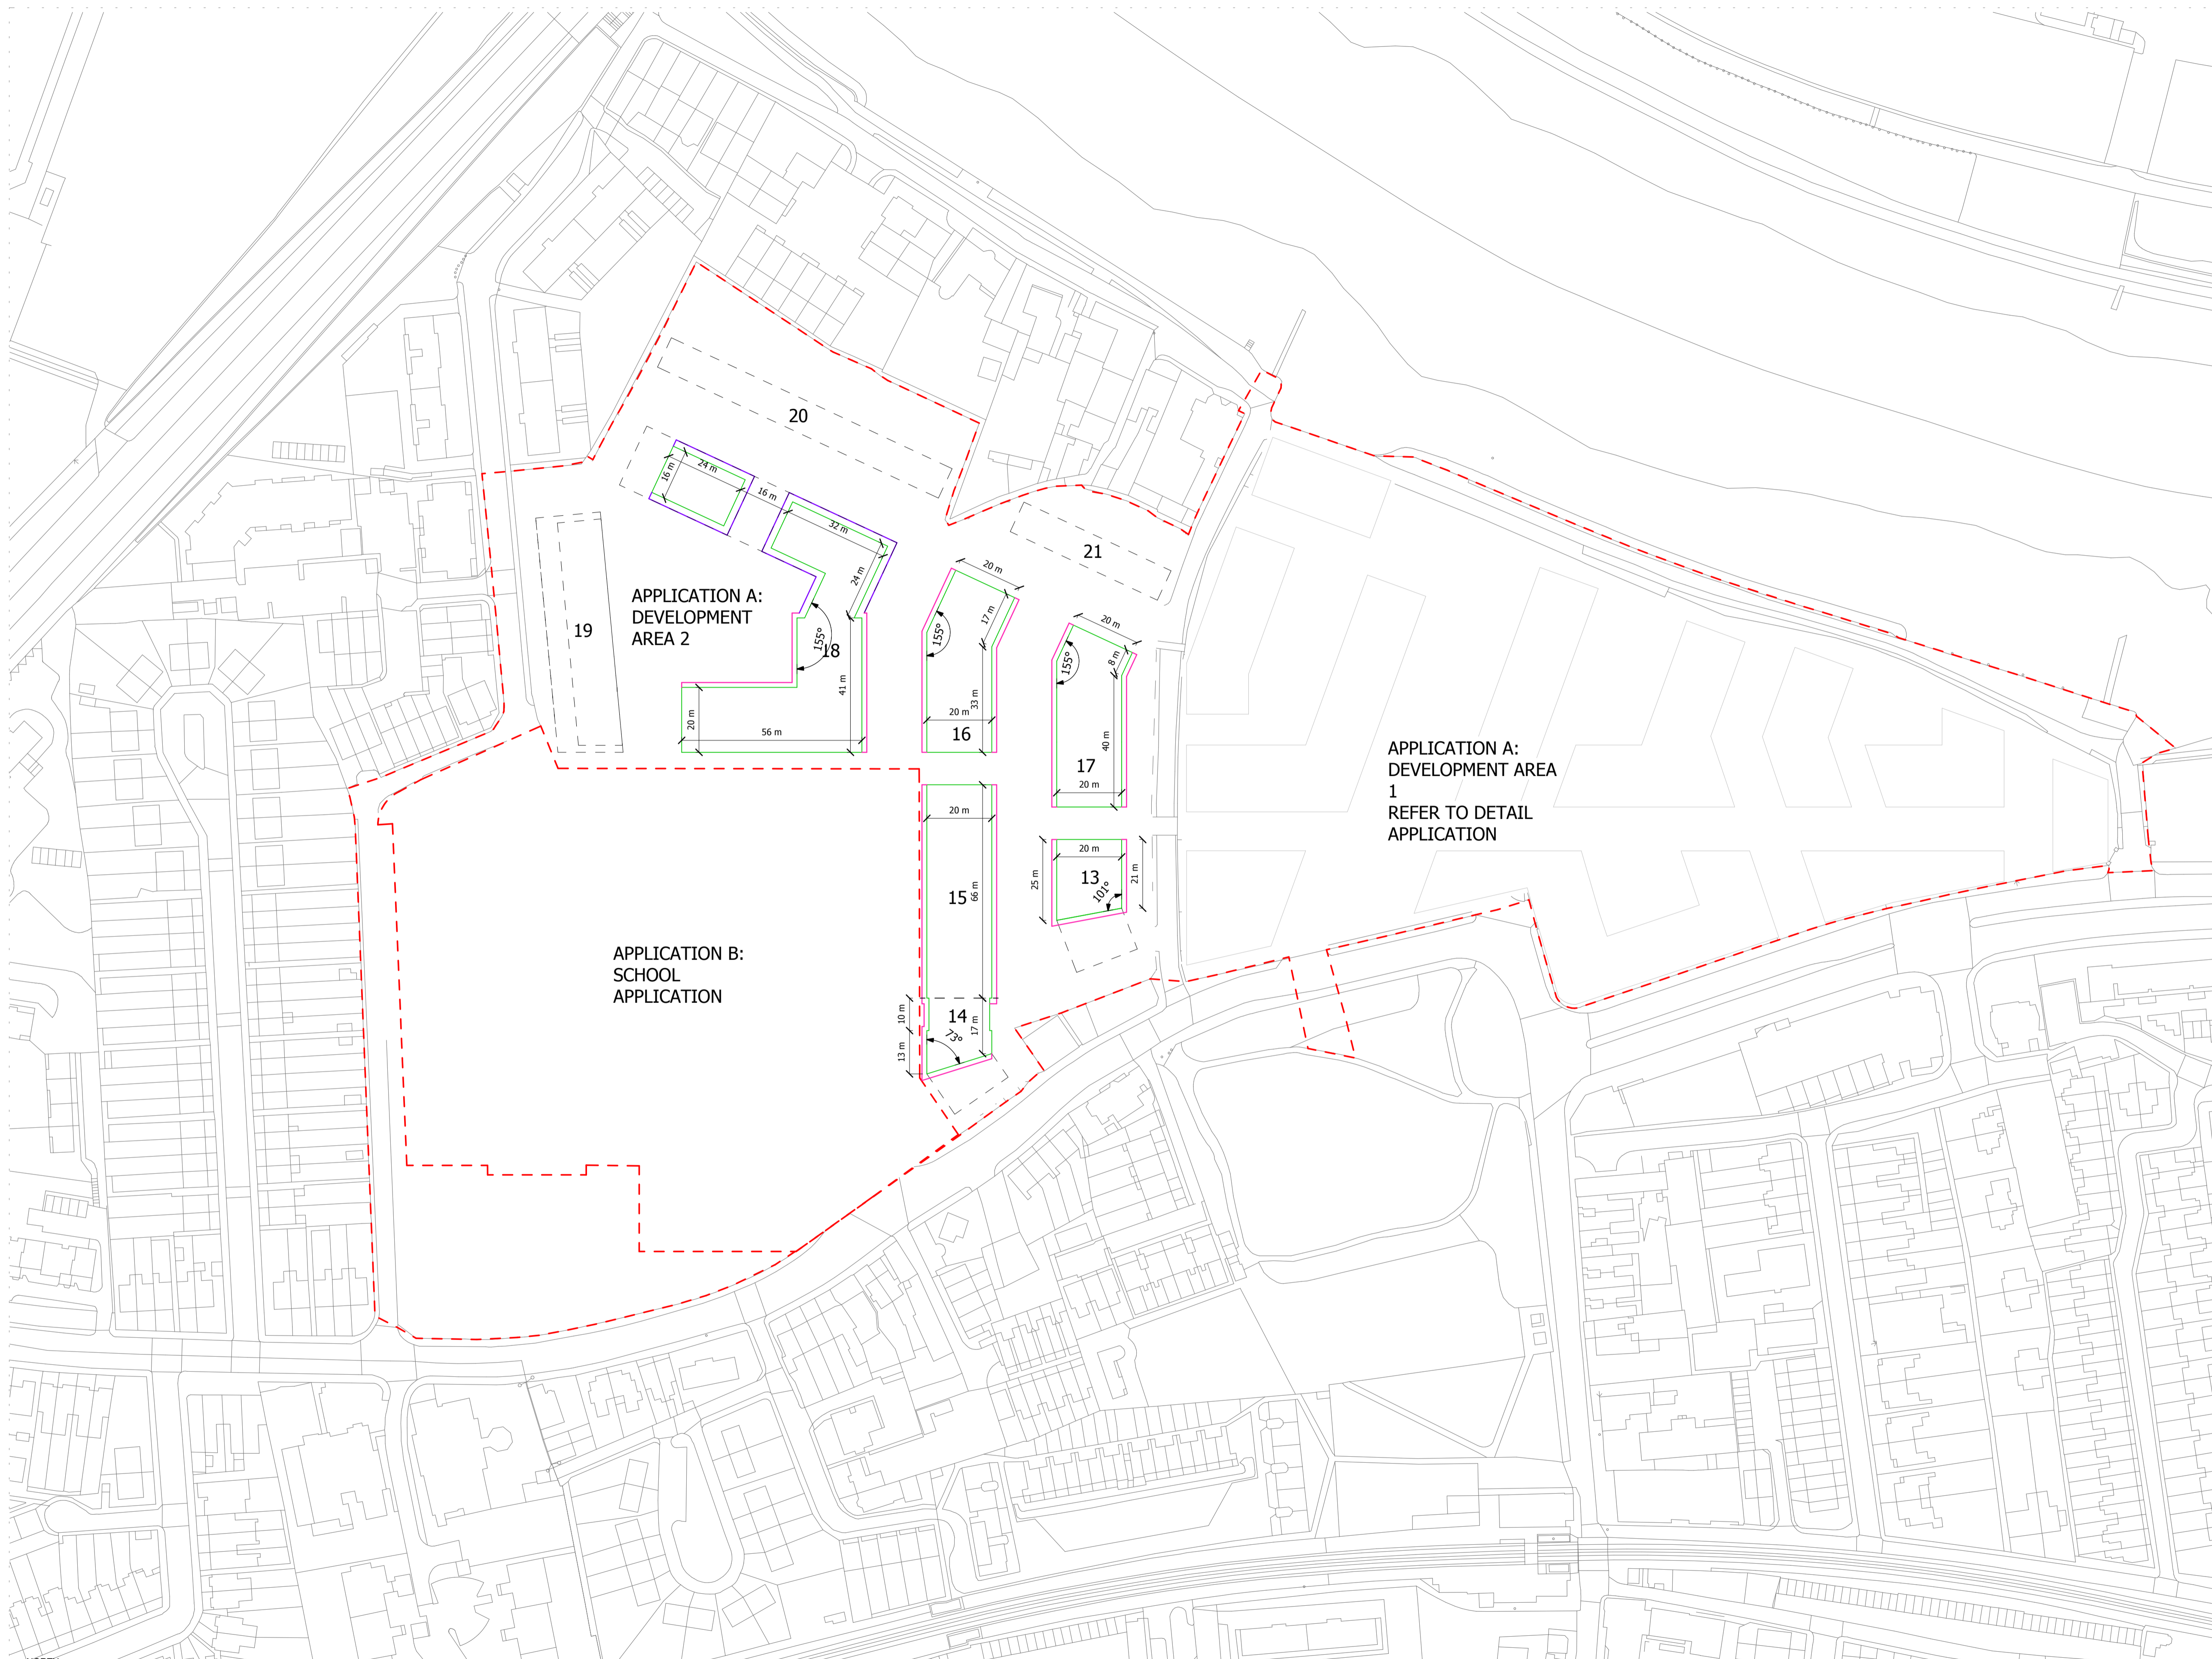 20
24 m
16 m
16 m
32 m
21
24 m
20 m
APPLICATION A:
DEVELOPMENT
AREA 2
17 m
19
155°
18
155°
20 m
8 m
155°
41 m
33 m
20 m
20 m
56 m
16
40 m
17
20 m
APPLICATION A:
DEVELOPMENT AREA
1
REFER TO DETAIL
APPLICATION
20 m
66 m
15
20 m
25 m
13
101°
21 m
APPLICATION B:
SCHOOL
APPLICATION
10 m
14
17 m
73°
13 m